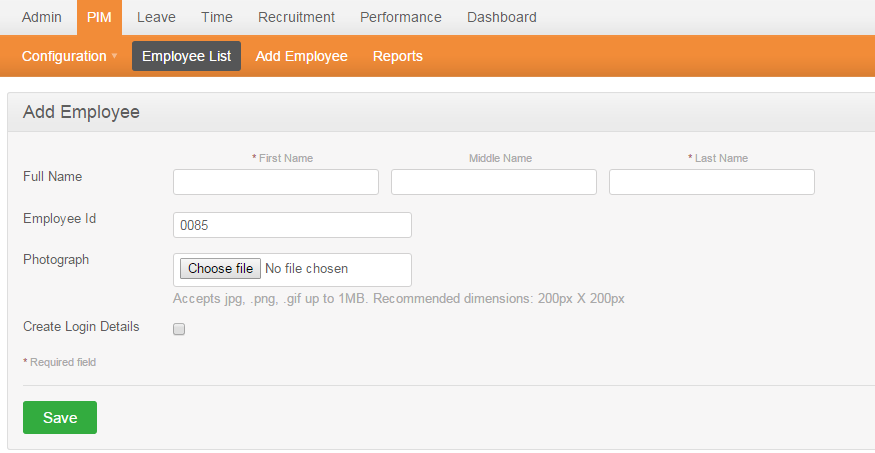 Admin PIM Leave Time Recruitment Performance Dashboard
Configuration Employee List Add Employee Reports
Add Employee
* First Name Middle Name * Last Name
Full Name
Employee Id 0085
Photograph Choose file No file chosen
Accepts jpg, .png, .gif up to 1MB. Recommended dimensions: 200px X 200px
Create Login Details
* Required field
Save